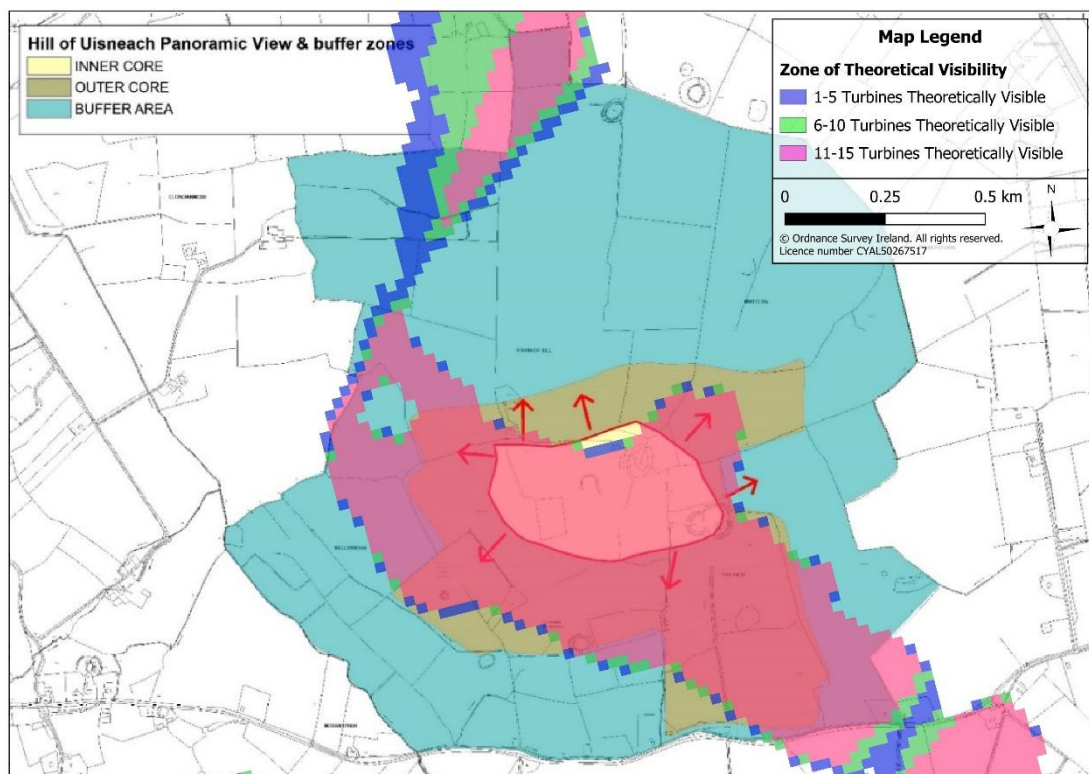 Hill of Uisneach Panoramic View & buffer zones
INNER CORE
OUTER CORE
BUFFER AREA
Map Legend
Zone of Theoretical Visibility
1-5 Turbines Theoretically Visible
6-10 Turbines Theoretically Visible
11-15 Turbines Theoretically Visible
0 0.25 0.5 km
N
© Ordnance Survey Ireland. All rights reserved.
Licence number CYAL50267517